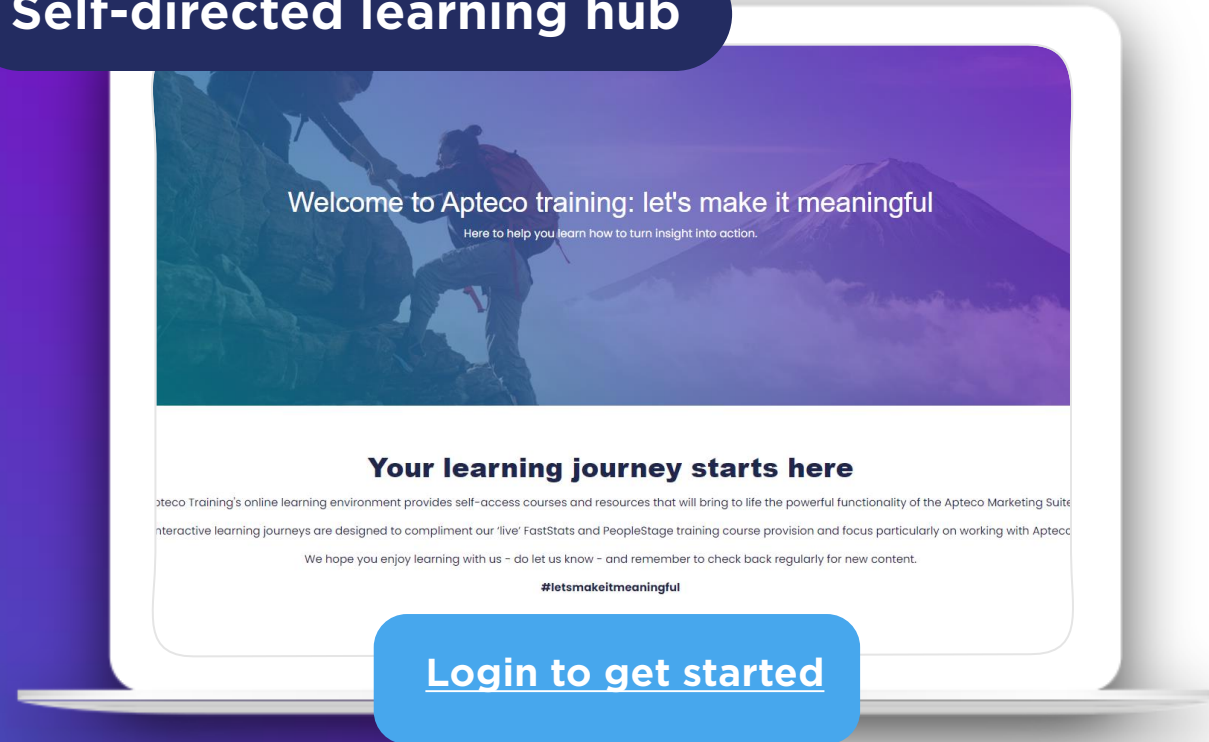 Self-directed learning hub
Welcome to Apteco training: let's make it meaningful
Here to help you learn how to turn insight into action.
Your learning journey starts here
pteco Training's online learning environment provides self-access courses and resources that will bring to life the powerful functionality of the Apteco Marketing Suite
nteractive learning journeys are designed to compliment our 'live' FastStats and PeopleStage training course provision and focus particularly on working with Apteco
We hope you enjoy learning with us - do let us know - and remember to check back regularly for new content.
#letsmakeitmeaningful
Login to get started